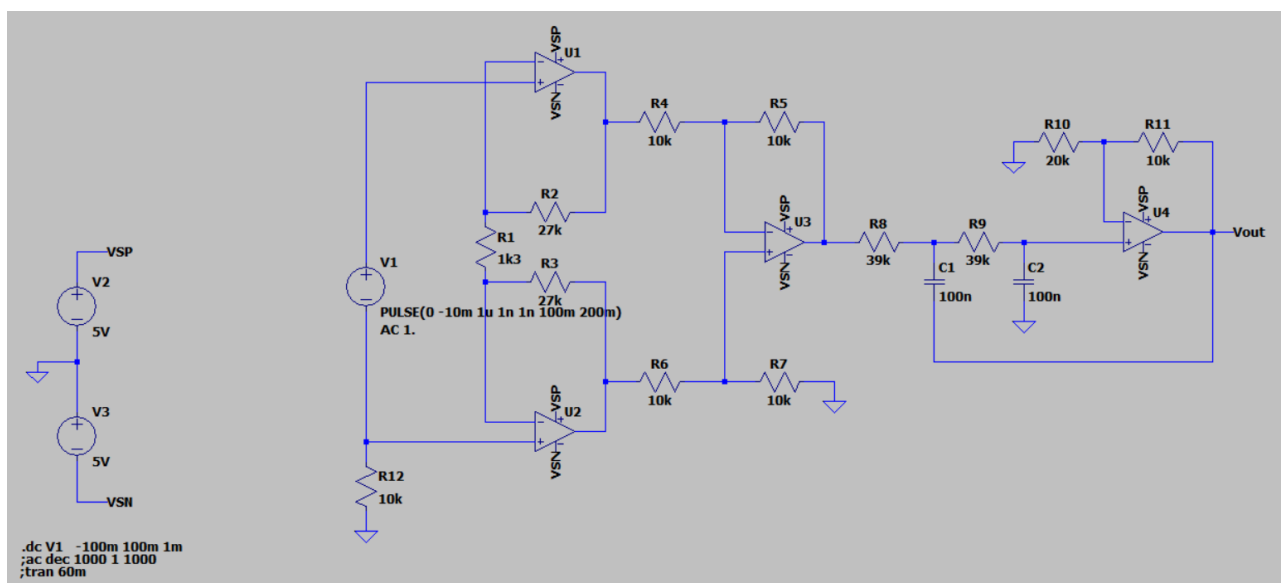 VSP
V2
5V
V3
5V
VSN
.dc V1 -100m 100m 1m
;ac dec 1000 1 1000
;tran 60m
V1
PULSE(0 -10m 1u 1n 1n 100m 200m)
AC 1.
R12
10k
VSP
U1
VSN
R2
27k
R1
1k3
R3
27k
VSP
U2
VSN
R4
10k
R5
10k
VSP
U3
VSN
R6
10k
R7
10k
R8
39k
R9
39k
C1
100n
C2
100n
R10
20k
R11
10k
VSP
U4
VSN
Vout